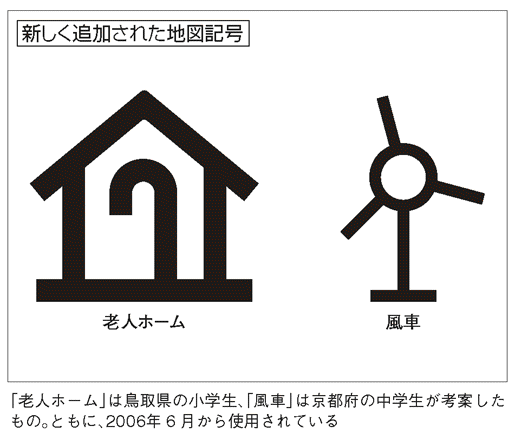 新しく追加された地図記号
老人ホーム
風車
「老人ホーム」は鳥取県の小学生、「風車」は京都府の中学生が考案した
もの。ともに、2006年6月から使用されている